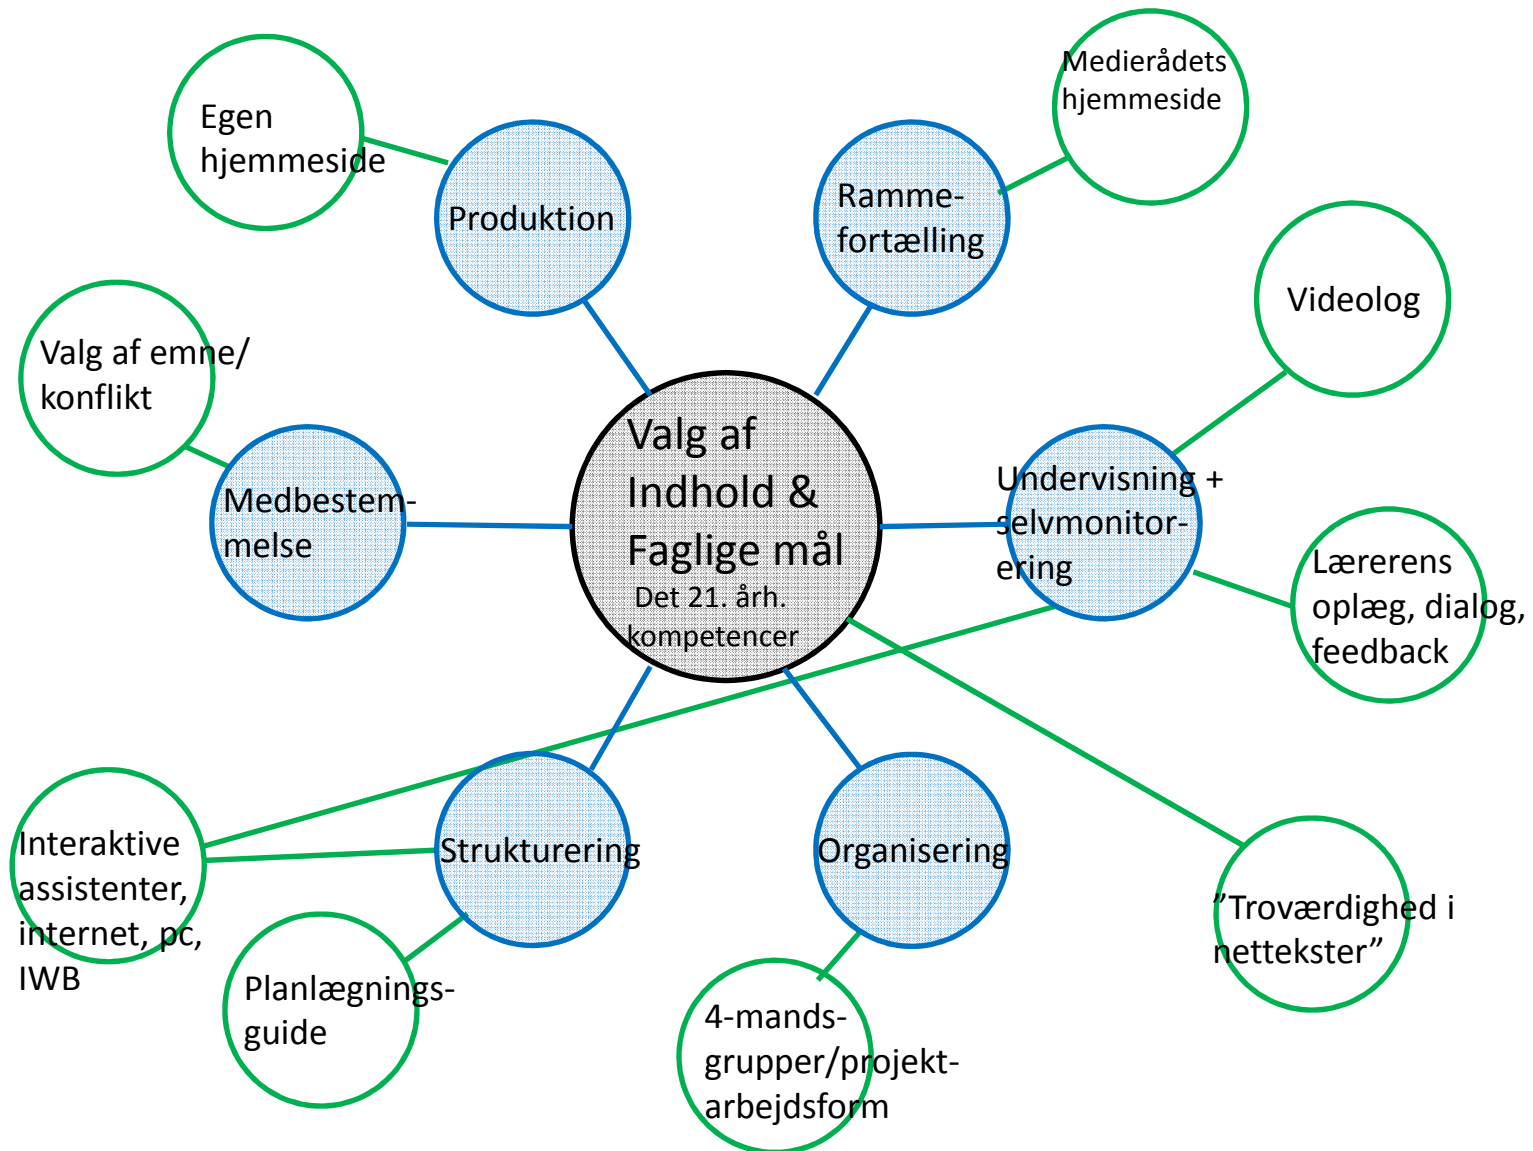 Medierådets
hjemmeside
Egen
hjemmeside
Produktion
Ramme-
fortælling
Videolog
Valg af emne/
konflikt
Valg af
Indhold &
Faglige mål
Det 21. årh.
kompetencer
Medbestem-
melse
Undervisning +
selvmonitor-
ering
Lærerens
oplæg, dialog,
feedback
Interaktive
assistenter,
internet, pc,
IWB
Strukturering
Organisering
”Troværdighed i
nettekster”
Planlægnings-
guide
4-mands-
grupper/projekt-
arbejdsform